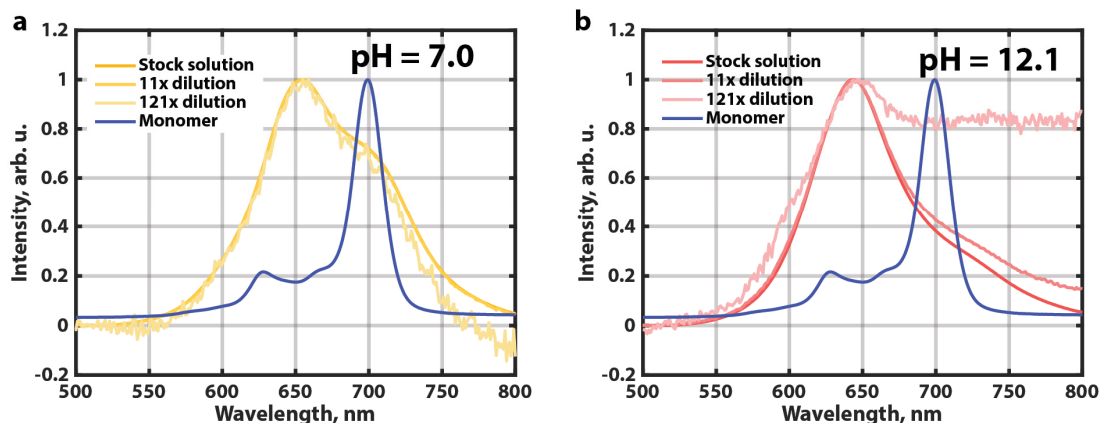 a
pH = 7.0
Stock solution
11x dilution
121x dilution
Monomer
Intensity, arb. u.
1.2
1
0.8
0.6
0.4
0.2
0
-0.2
500 550 600 650 700 750 800
Wavelength, nm
b
pH = 12.1
Stock solution
11x dilution
121x dilution
Monomer
Intensity, arb. u.
1.2
1
0.8
0.6
0.4
0.2
0
-0.2
500 550 600 650 700 750 800
Wavelength, nm